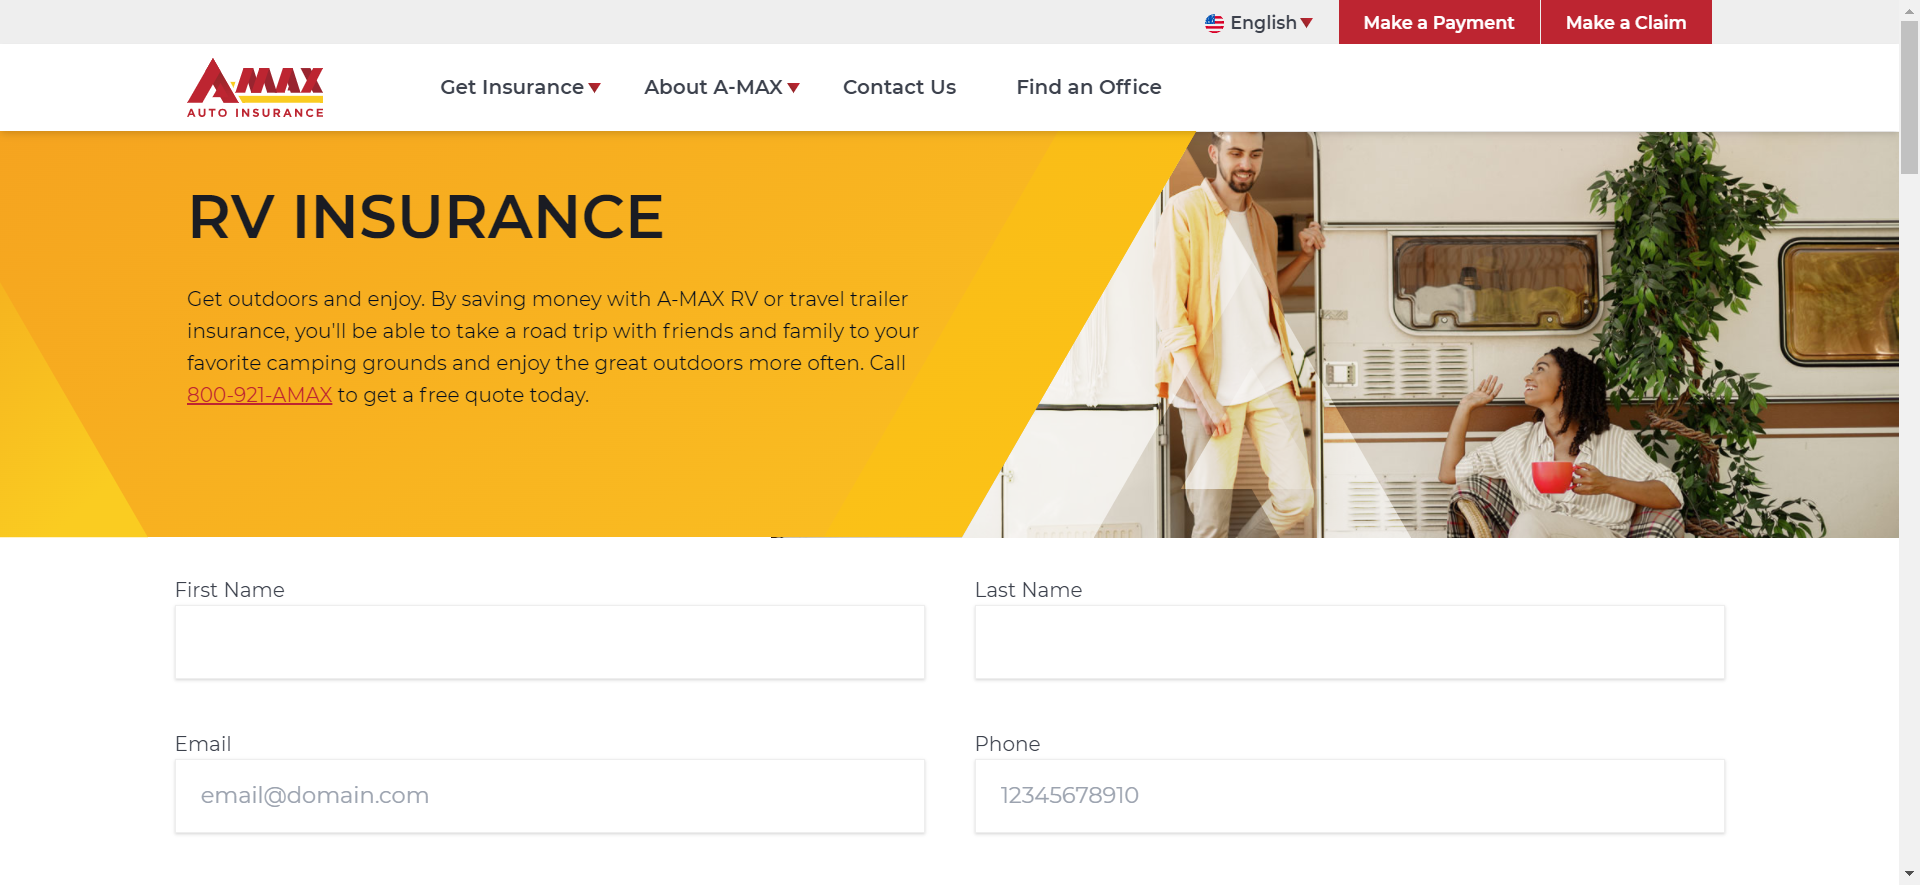 English
Make a Payment
Make a Claim
A-MAX
AUTO INSURANCE
Get Insurance
About A-MAX
Contact Us
Find an Office
RV INSURANCE
Get outdoors and enjoy. By saving money with A-MAX RV or travel trailer
insurance, you'll be able to take a road trip with friends and family to your
favorite camping grounds and enjoy the great outdoors more often. Call
800-921-AMAX to get a free quote today.
First Name
Last Name
Email
Phone
email@domain.com
12345678910